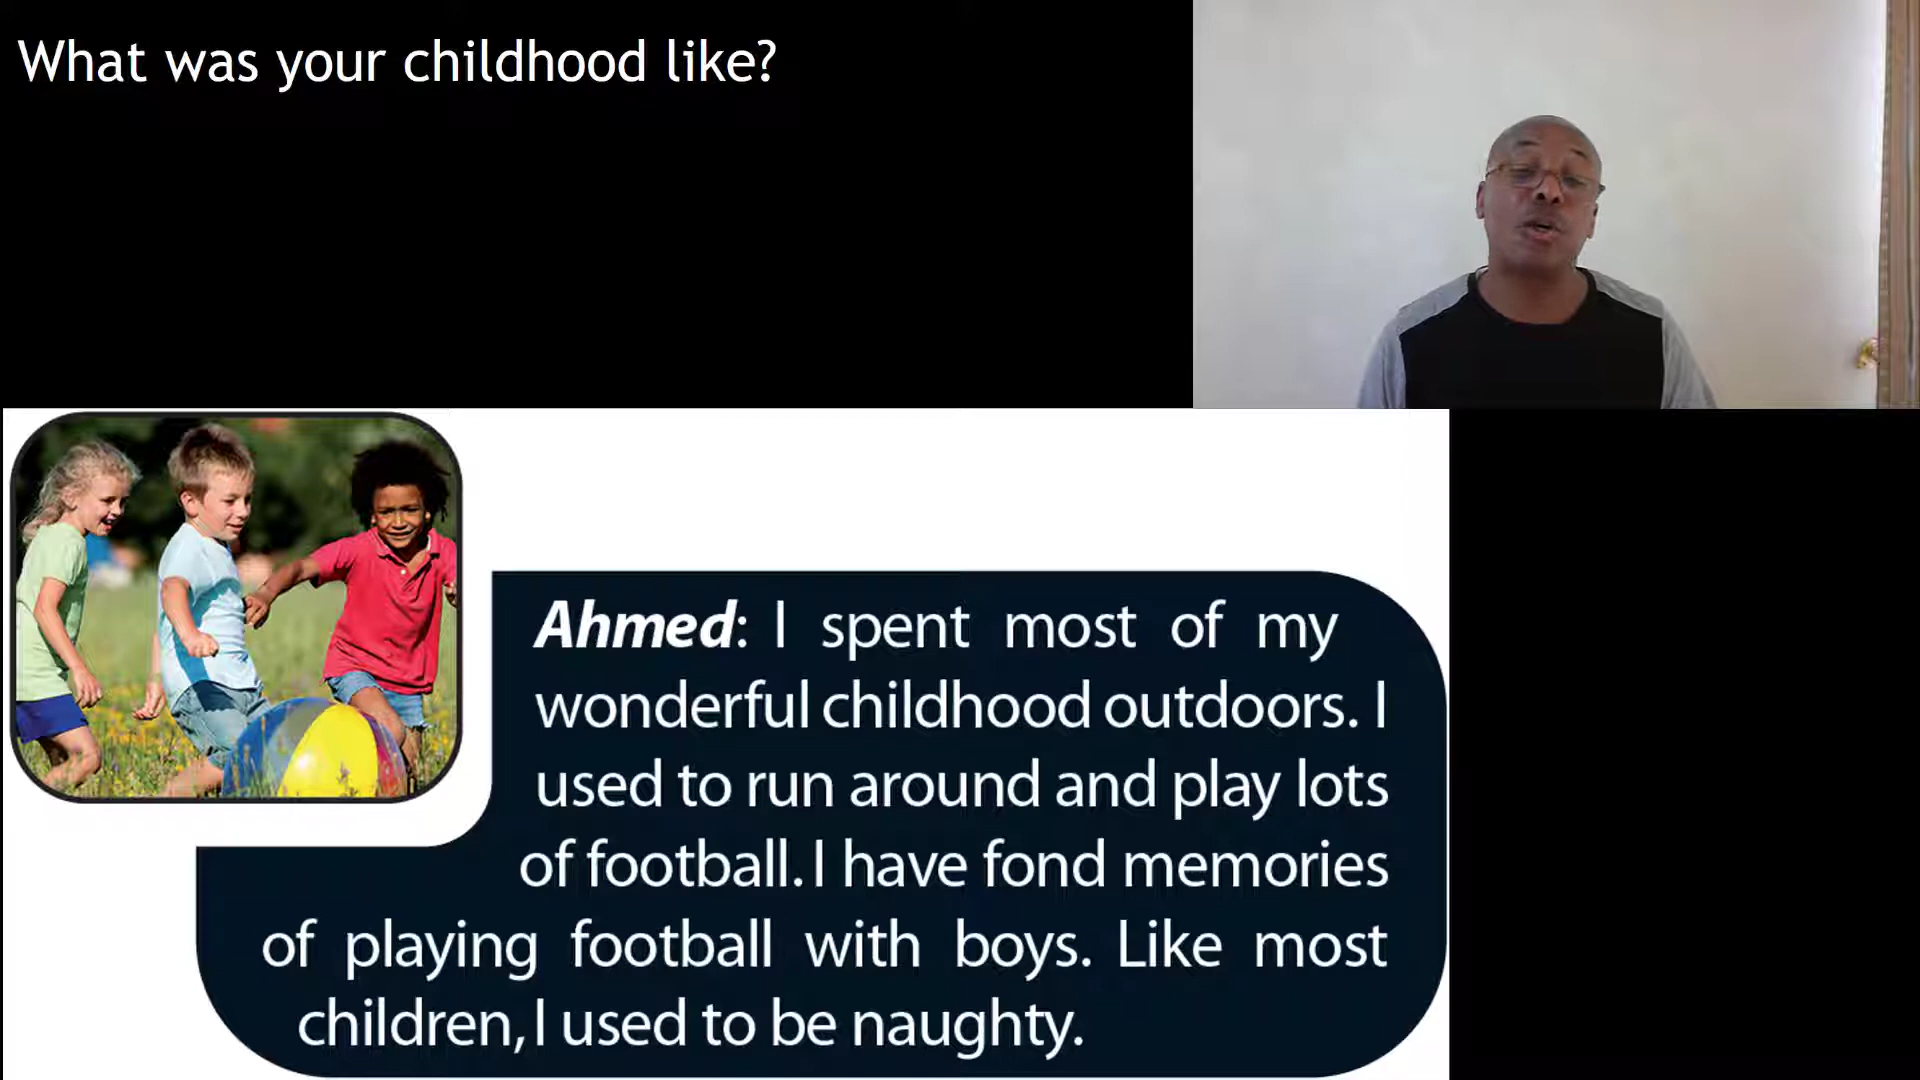 What was your childhood like?
Ahmed: I spent most of my
wonderful childhood outdoors. I
used to run around and play lots
of football. I have fond memories
of playing football with boys. Like most
children, I used to be naughty.